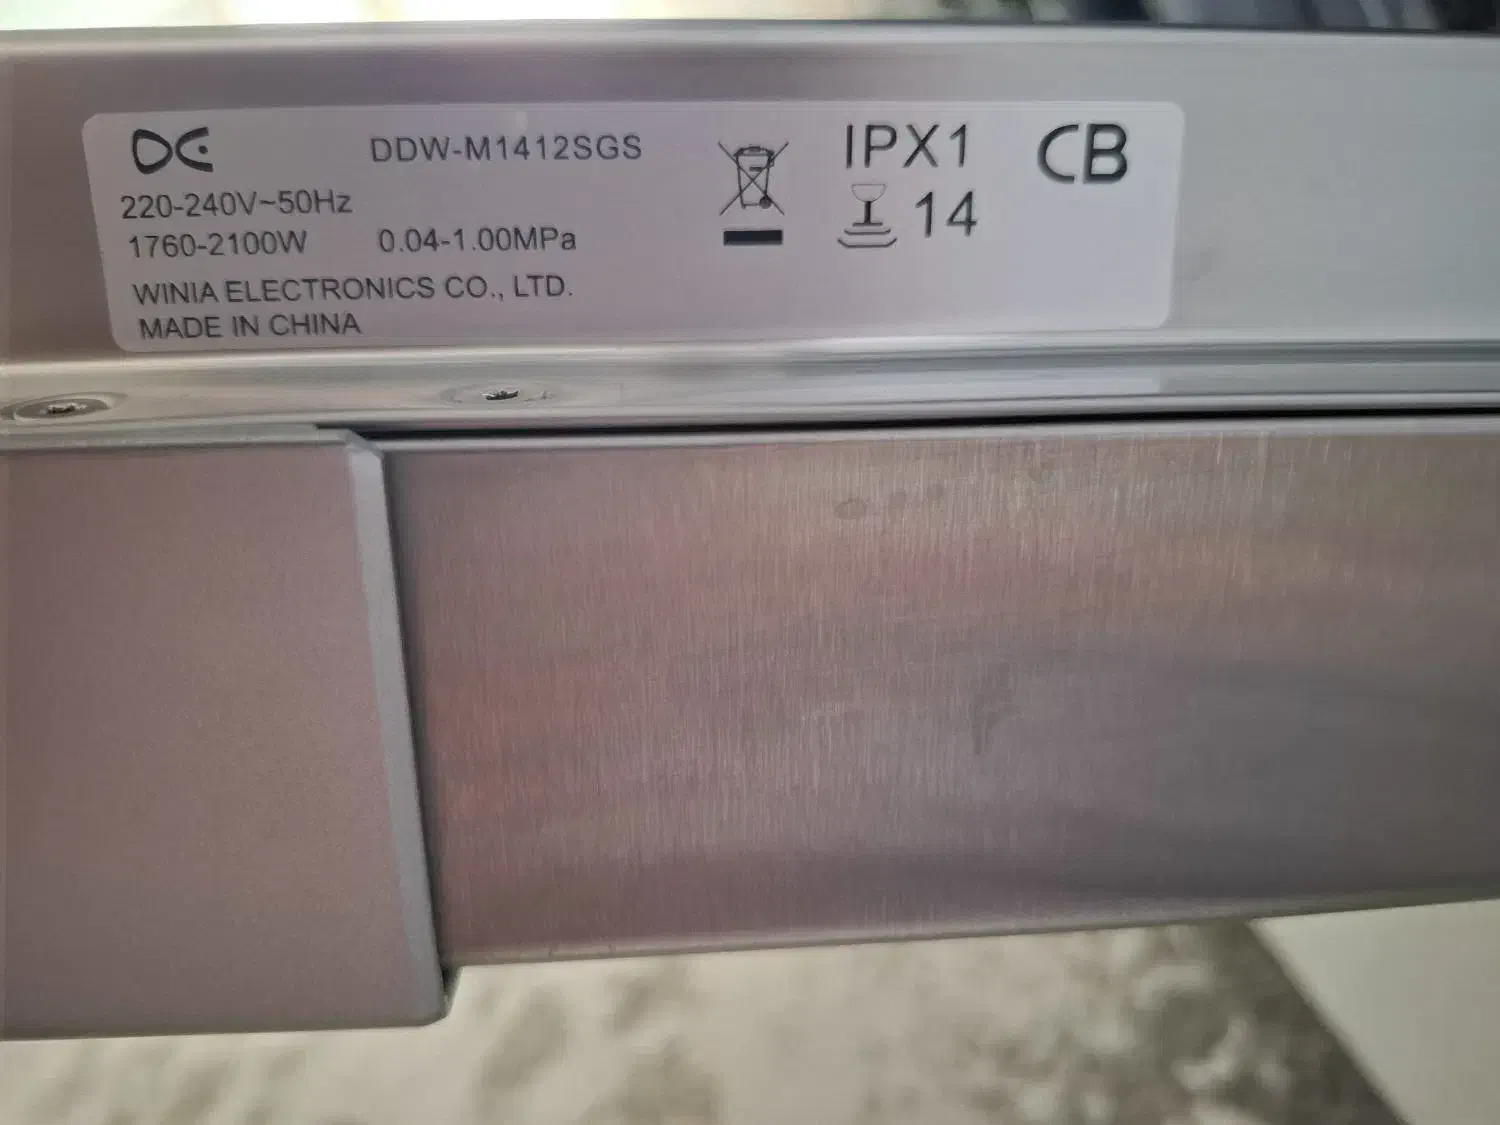 DE
DDW-M1412SGS
220-240V~50Hz
1760-2100W 0.04-1.00MPa
WINIA ELECTRONICS CO., LTD.
MADE IN CHINA
IPX1
14
CB